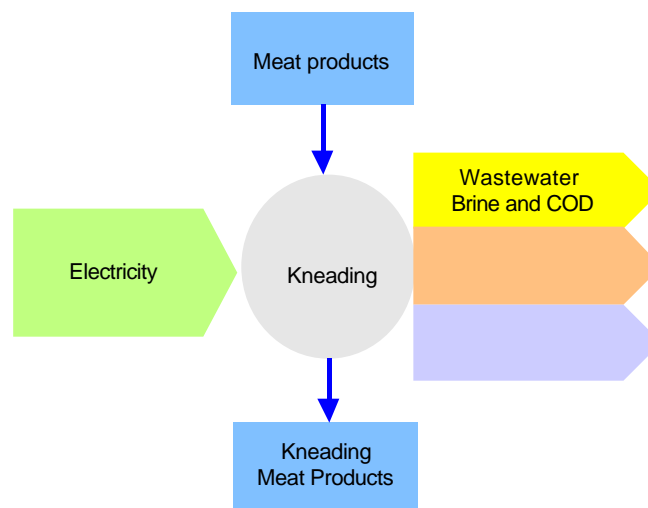 Meat products
Wastewater
Brine and COD
Electricity
Kneading
Kneading
Meat Products